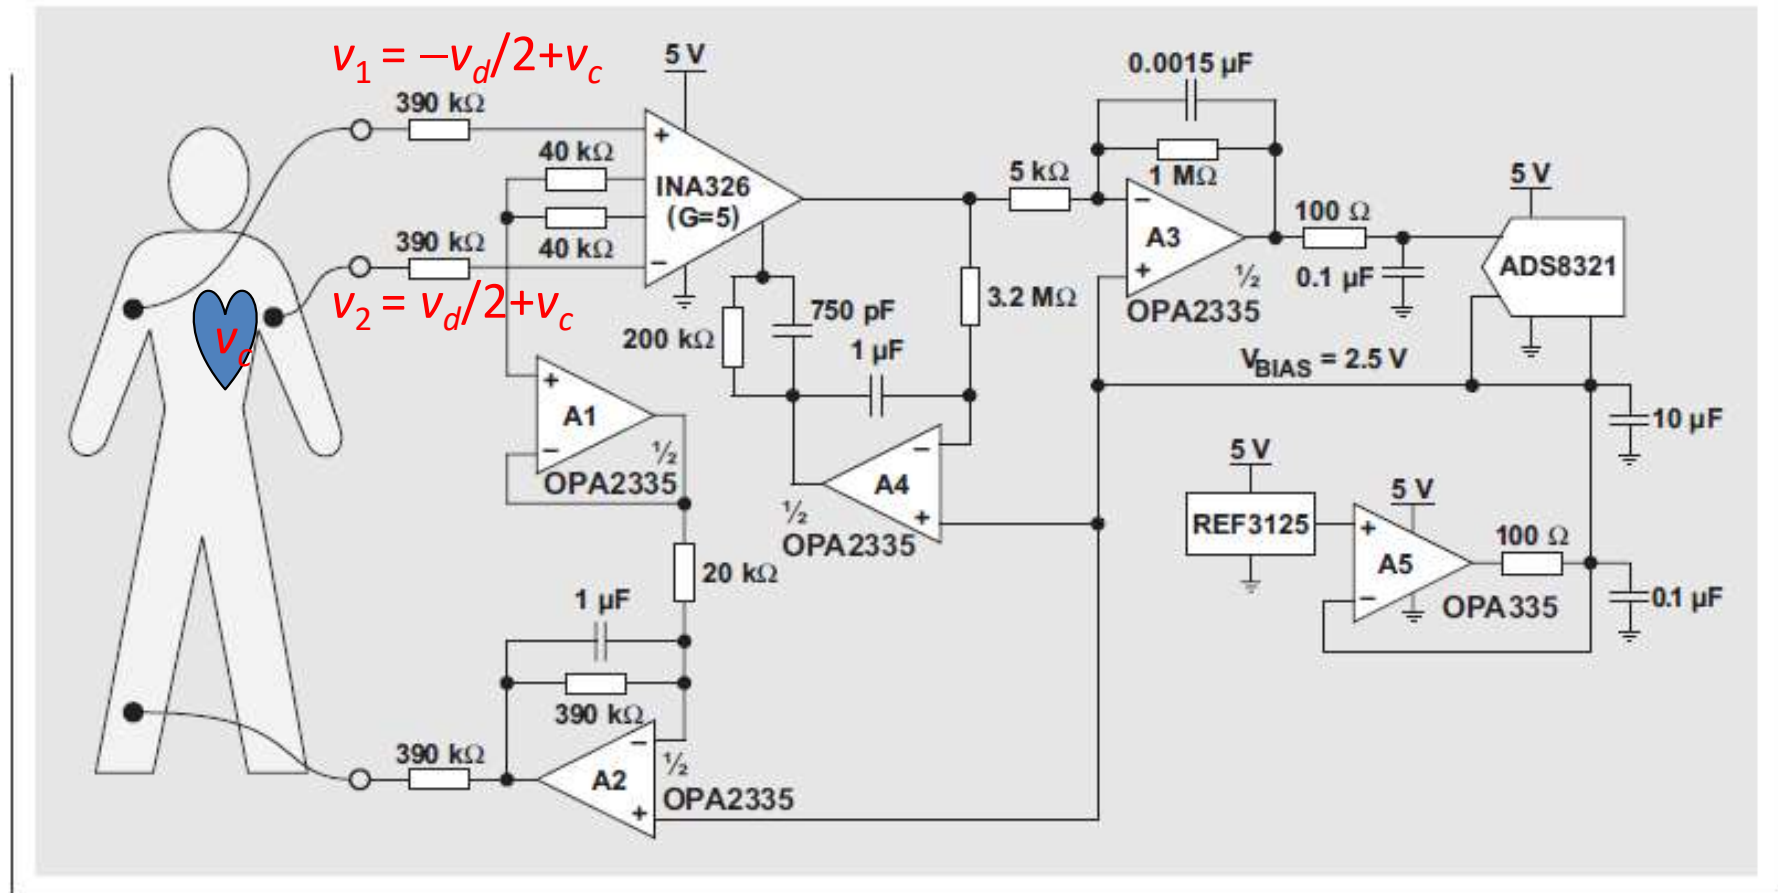 v1 = −vd/2+vc
5 V
0.0015 µF
390 kΩ
40 kΩ
INA326
(G=5)
5 kΩ
1 MΩ
5 V
390 kΩ
40 kΩ
+
−
−
A3
+
100 Ω
ADS8321
v2 = vd/2+vc
½
OPA2335
0.1 µF
3.2 MΩ
750 pF
200 kΩ
1 µF
vc
VBIAS = 2.5 V
+
A1
−
½
OPA2335
10 µF
−
A4
+
½
OPA2335
5 V
REF3125
5 V
+
A5
−
100 Ω
OPA335
0.1 µF
20 kΩ
1 µF
390 kΩ
390 kΩ
−
A2
+
½
OPA2335